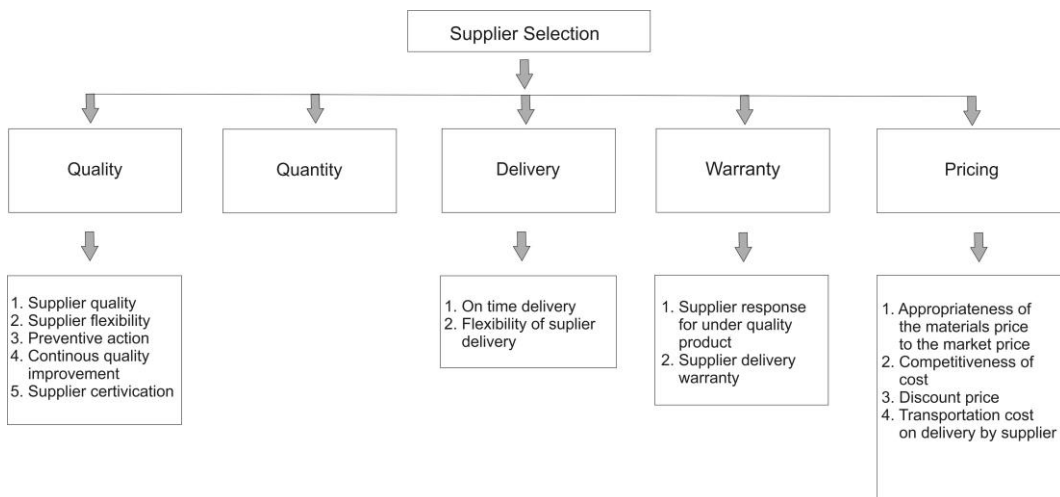 Supplier Selection
Quality
Quantity
Delivery
Warranty
Pricing
1. Supplier quality
2. Supplier flexibility
3. Preventive action
4. Continous quality
improvement
5. Supplier certivication
1. On time delivery
2. Flexibility of suplier
delivery
1. Supplier response
for under quality
product
2. Supplier delivery
warranty
1. Appropriateness of
the materials price
to the market price
2. Competitiveness of
cost
3. Discount price
4. Transportation cost
on delivery by supplier